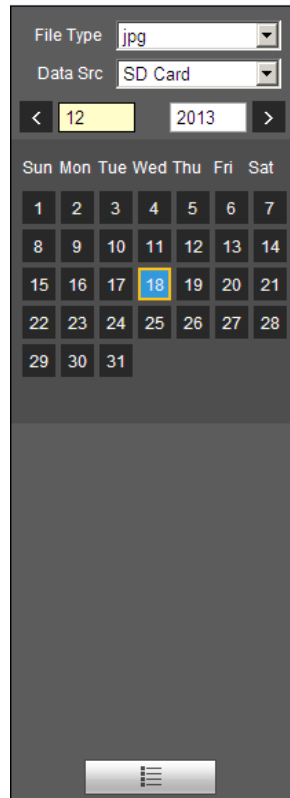 File Type jpg
Data Src SD Card
< 12 2013 >
Sun Mon Tue Wed Thu Fri Sat
1 2 3 4 5 6 7
8 9 10 11 12 13 14
15 16 17 18 19 20 21
22 23 24 25 26 27 28
29 30 31